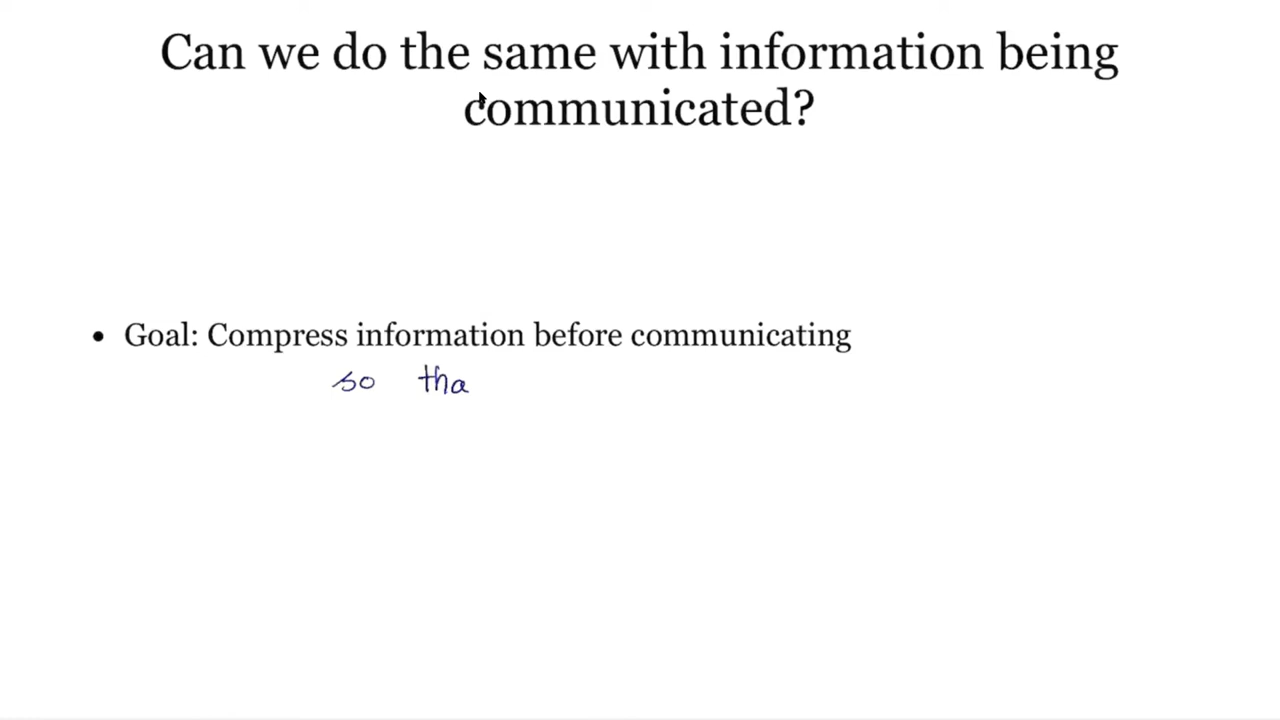 Can we do the same with information being
communicated?
• Goal: Compress information before communicating
so tha